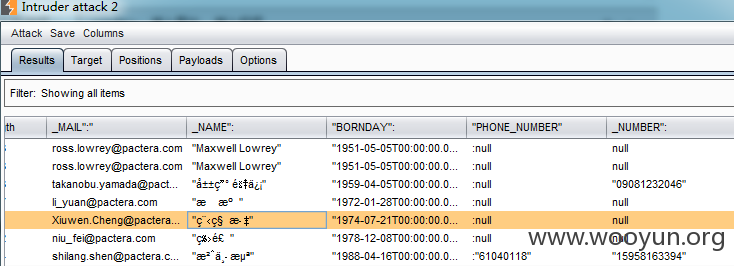 Intruder attack 2
Attack Save Columns
Results Target Positions Payloads Options
Filter: Showing all items
_MAIL":" _NAME": "BORNDAY": "PHONE_NUMBER" _NUMBER":
ross.lowrey@pactera.com "Maxwell Lowrey" "1951-05-05T00:00:00.0... :null null
ross.lowrey@pactera.com "Maxwell Lowrey" "1951-05-05T00:00:00.0... :null null
takanobu.yamada@pact... "1959-04-05T00:00:00.0... :null "09081232046"
li_yuan@pactera.com "1972-01-28T00:00:00.0... :null null
Xiuwen.Cheng@pactera... "1974-07-21T00:00:00.0... :null null
niu_fei@pactera.com "1978-12-08T00:00:00.0... :null null
shilang.shen@pactera.c... "1988-04-16T00:00:00.0... :"61040118" "15958163394"
www.wooyun.org